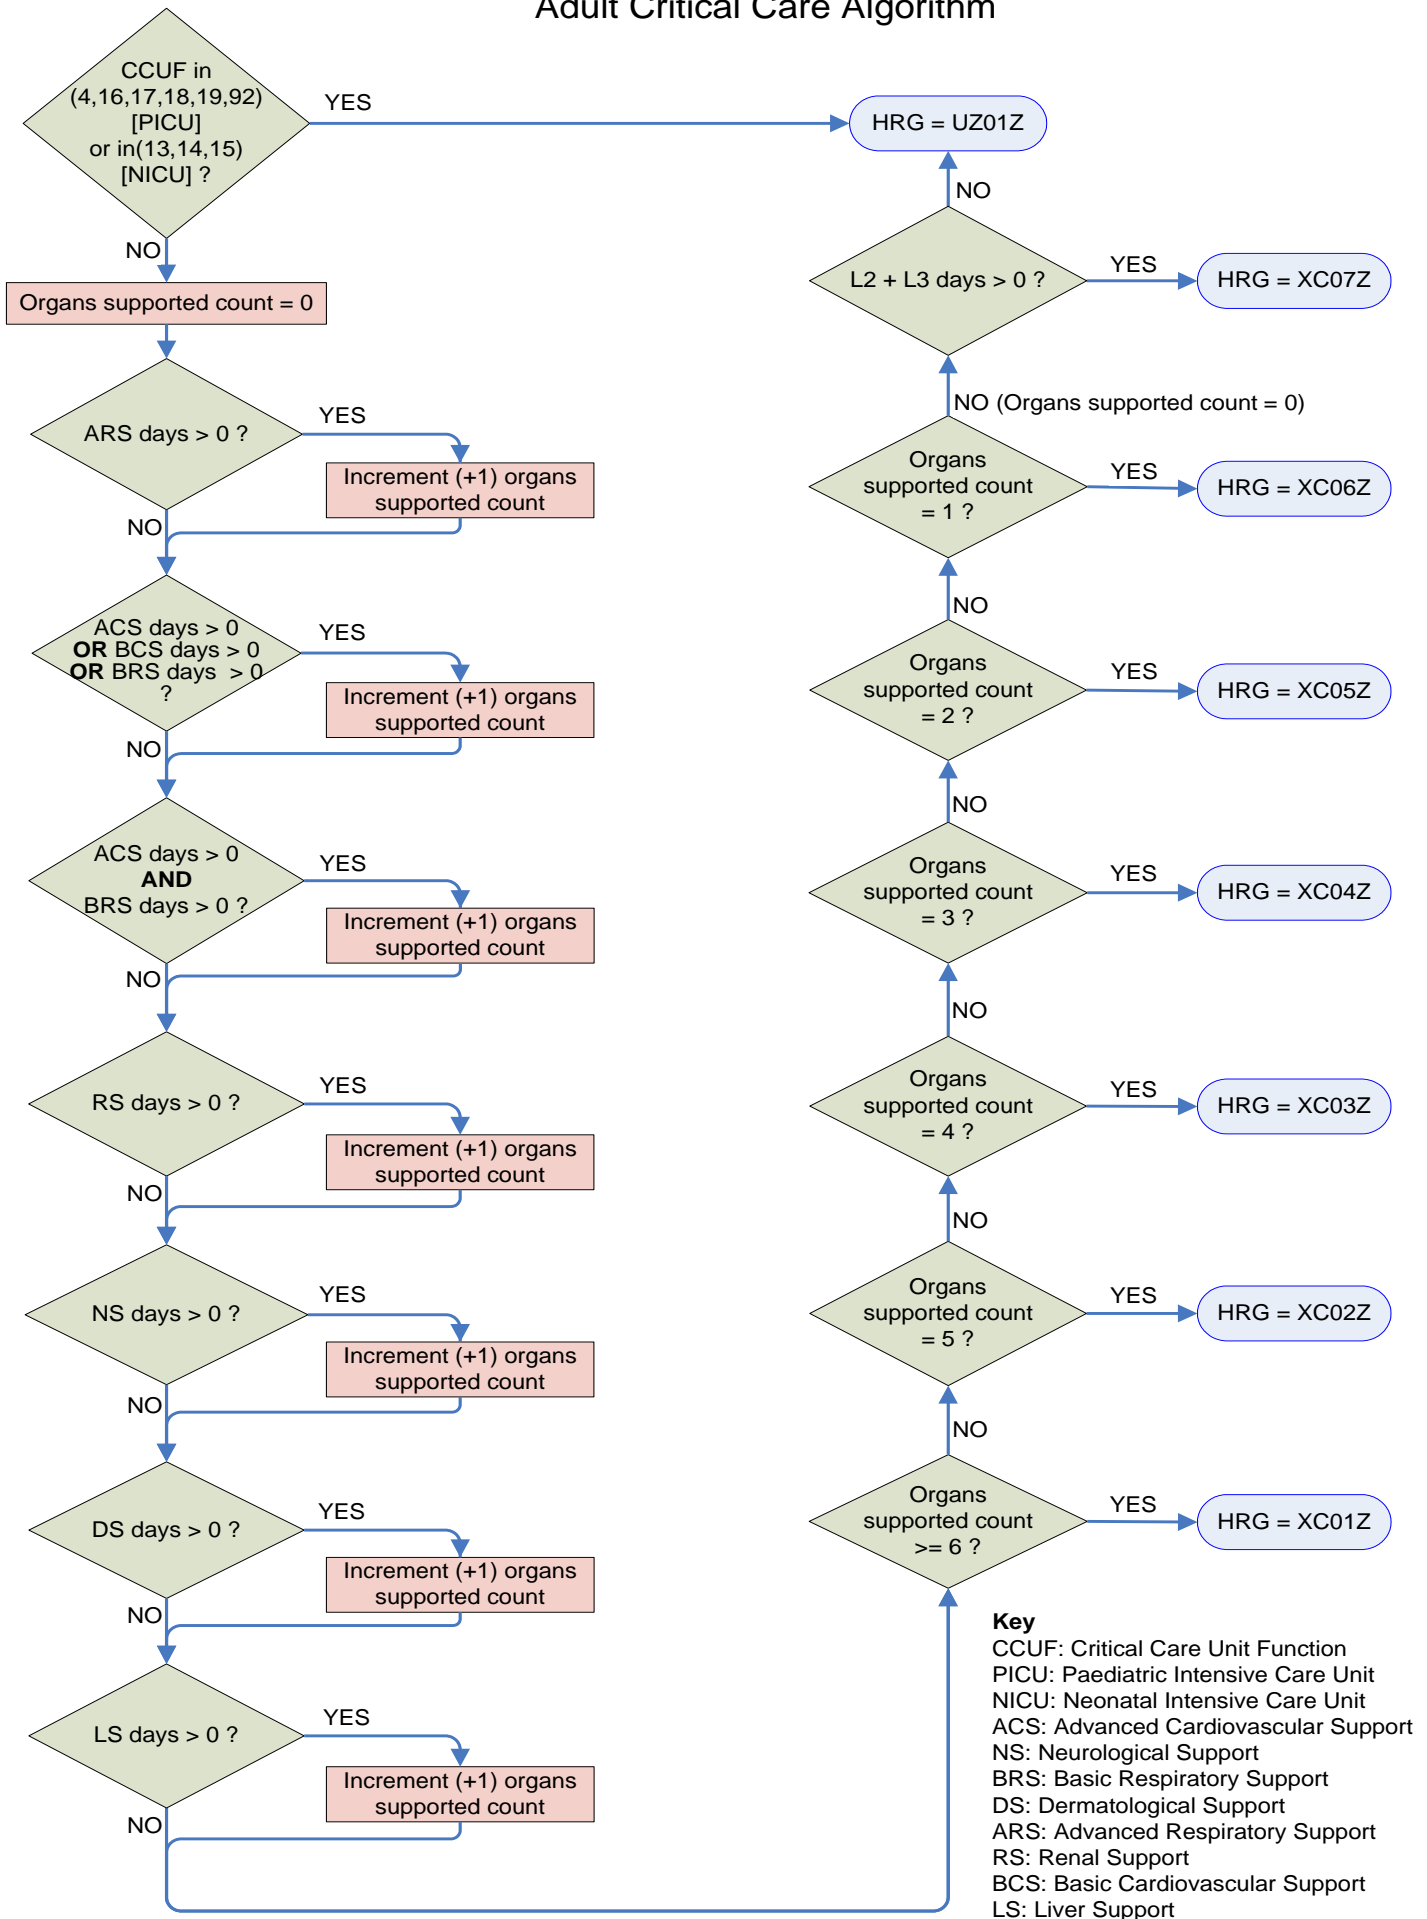 Adult Critical Care Algorithm
CCUF in
(4,16,17,18,19,92)
[PICU]
or in(13,14,15)
[NICU] ?
YES
NO
Organs supported count = 0
ARS days > 0 ?
YES
Increment (+1) organs
supported count
NO
ACS days > 0
OR BCS days > 0
OR BRS days > 0
?
YES
Increment (+1) organs
supported count
NO
ACS days > 0
AND
BRS days > 0 ?
YES
Increment (+1) organs
supported count
NO
RS days > 0 ?
YES
Increment (+1) organs
supported count
NO
NS days > 0 ?
YES
Increment (+1) organs
supported count
NO
DS days > 0 ?
YES
Increment (+1) organs
supported count
NO
LS days > 0 ?
YES
Increment (+1) organs
supported count
NO
HRG = UZ01Z
NO
L2 + L3 days > 0 ?
YES
HRG = XC07Z
NO (Organs supported count = 0)
Organs
supported count
= 1 ?
YES
HRG = XC06Z
NO
Organs
supported count
= 2 ?
YES
HRG = XC05Z
NO
Organs
supported count
= 3 ?
YES
HRG = XC04Z
NO
Organs
supported count
= 4 ?
YES
HRG = XC03Z
NO
Organs
supported count
= 5 ?
YES
HRG = XC02Z
NO
Organs
supported count
>= 6 ?
YES
HRG = XC01Z
Key
CCUF: Critical Care Unit Function
PICU: Paediatric Intensive Care Unit
NICU: Neonatal Intensive Care Unit
ACS: Advanced Cardiovascular Support
NS: Neurological Support
BRS: Basic Respiratory Support
DS: Dermatological Support
ARS: Advanced Respiratory Support
RS: Renal Support
BCS: Basic Cardiovascular Support
LS: Liver Support